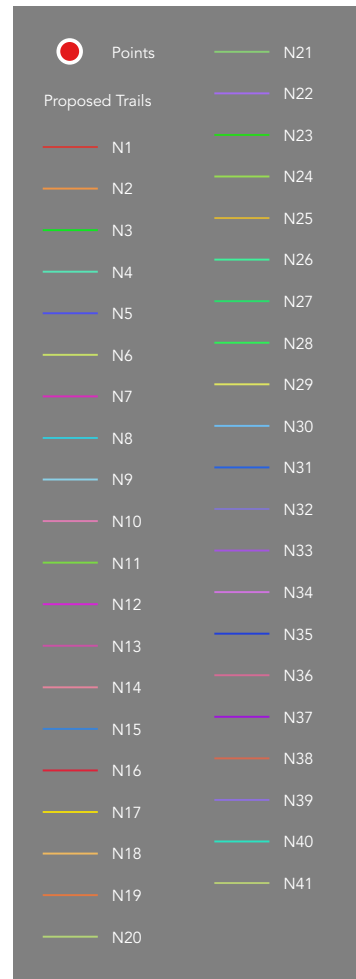 Points
Proposed Trails
N1
N2
N3
N4
N5
N6
N7
N8
N9
N10
N11
N12
N13
N14
N15
N16
N17
N18
N19
N20
N21
N22
N23
N24
N25
N26
N27
N28
N29
N30
N31
N32
N33
N34
N35
N36
N37
N38
N39
N40
N41